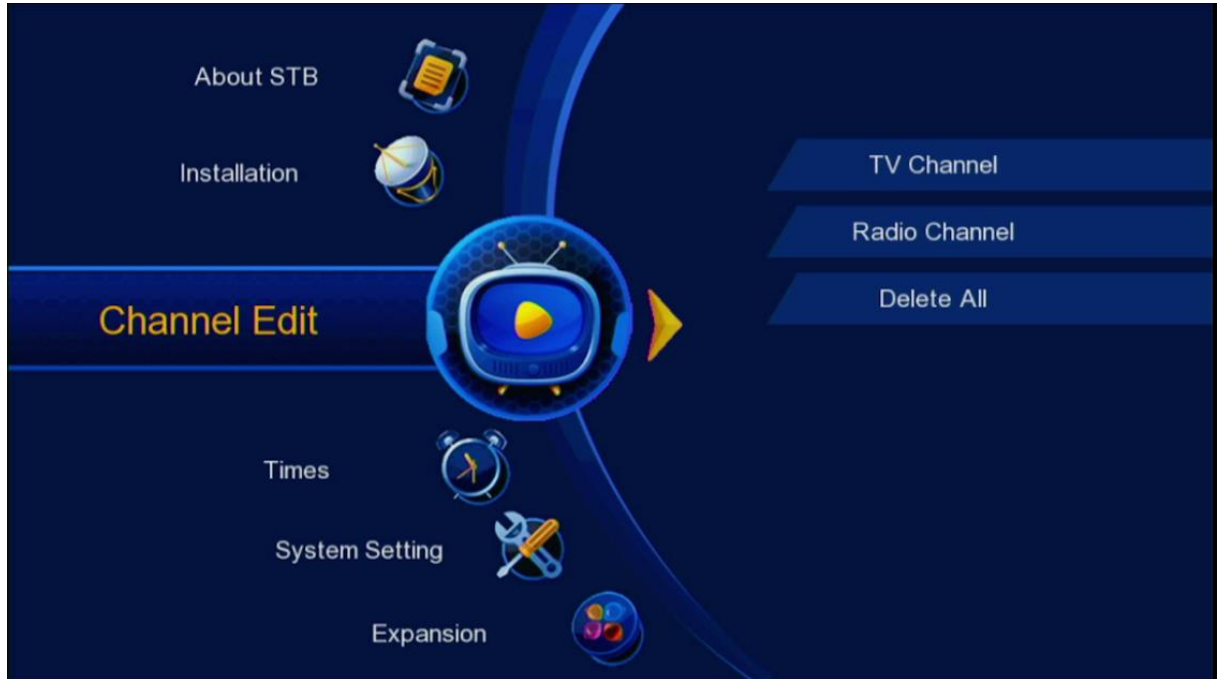 About STB
Installation
Channel Edit
Times
System Setting
Expansion
TV Channel
Radio Channel
Delete All